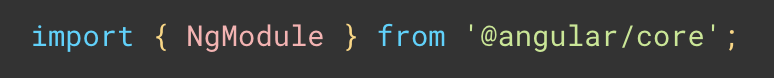 import { NgModule } from '@angular/core';